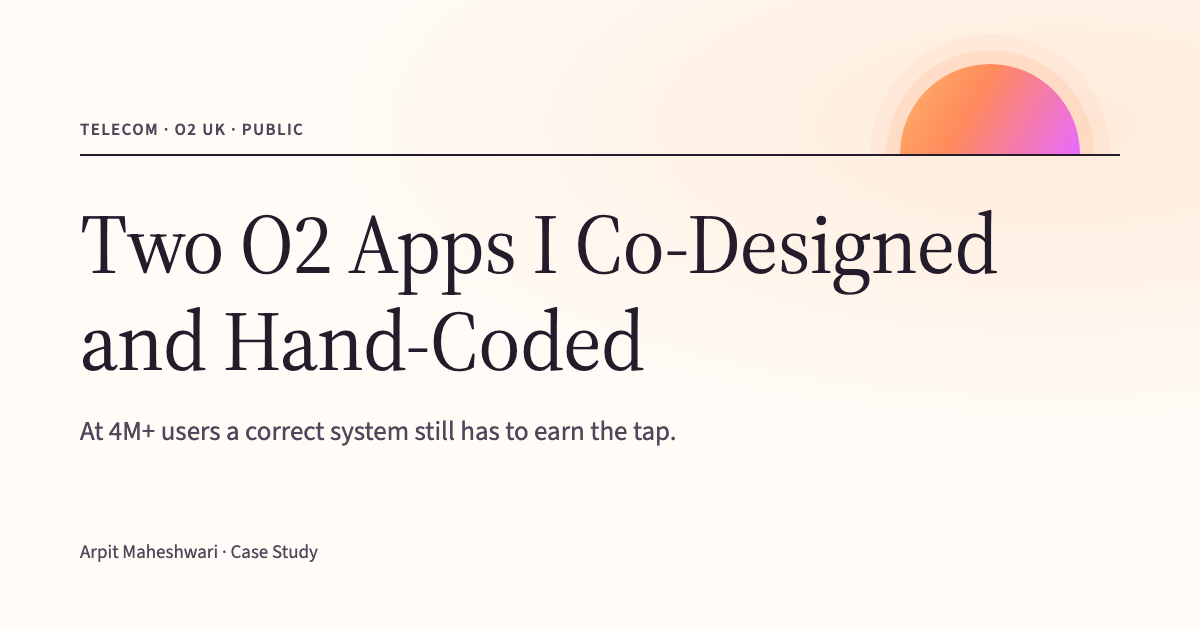 TELECOM · O2 UK · PUBLIC
Two O2 Apps I Co-Designed
and Hand-Coded
At 4M+ users a correct system still has to earn the tap.
Arpit Maheshwari · Case Study